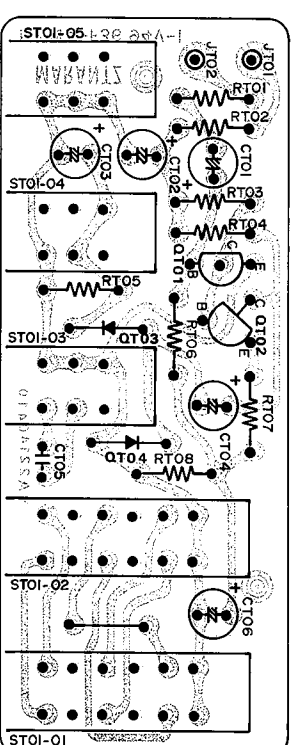 ST01-05
JT02
JT01
MARANTZ
RT01
RT02
CT03
CT02
CT01
RT03
ST01-04
RT04
QT01
C
B
E
RT05
B
C
E
QT02
QT03
ST01-03
RT06
RT07
CT04
CT05
QT04
RT08
ST01-02
CT06
ST01-01